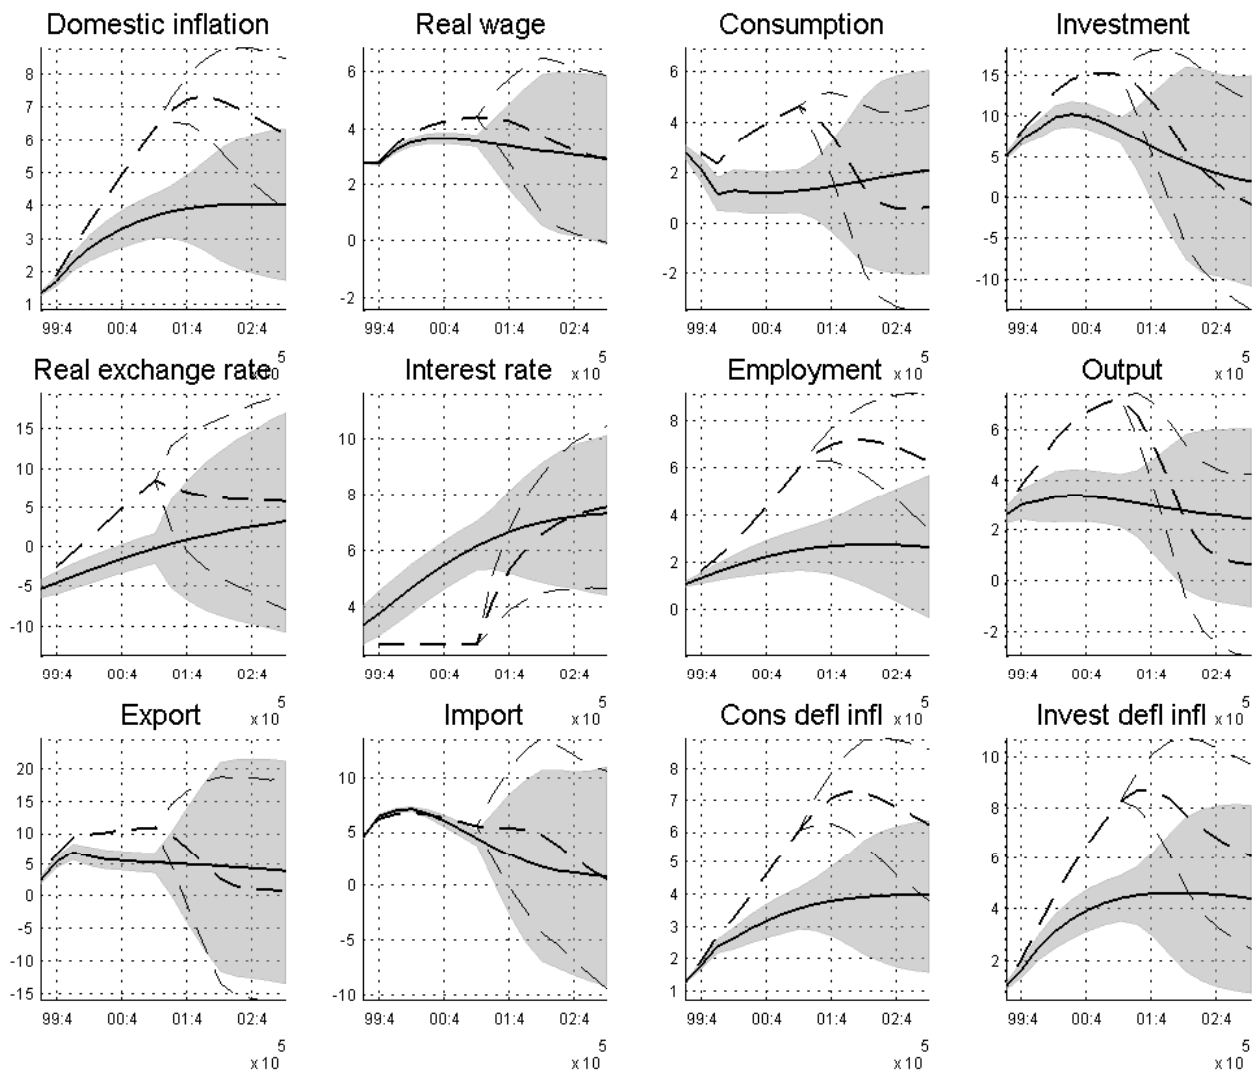 Domestic inflation Real wage Consumption Investment
8 6 6 15
7 4 4 10
6 2 2 5
5 0 0 0
4 -2 -2 -5
3 -10
2
1
99:4 00:4 01:4 02:4 99:4 00:4 01:4 02:4 99:4 00:4 01:4 02:4 99:4 00:4 01:4 02:4
x 10^5 x 10^5 x 10^5 x 10^5
Real exchange rate Interest rate Employment Output
15 10 8 6
10 8 6 4
5 6 4 2
0 4 2 0
-5 0 -2
-10
99:4 00:4 01:4 02:4 99:4 00:4 01:4 02:4 99:4 00:4 01:4 02:4 99:4 00:4 01:4 02:4
x 10^5 x 10^5 x 10^5
Export Import Cons defl infl Invest defl infl
20 10 8 10
15 5 7 8
10 0 6 6
5 -5 5 4
0 -10 4 2
-5 3
-10 2
-15 1
99:4 00:4 01:4 02:4 99:4 00:4 01:4 02:4 99:4 00:4 01:4 02:4 99:4 00:4 01:4 02:4
x 10^5 x 10^5 x 10^5 x 10^5